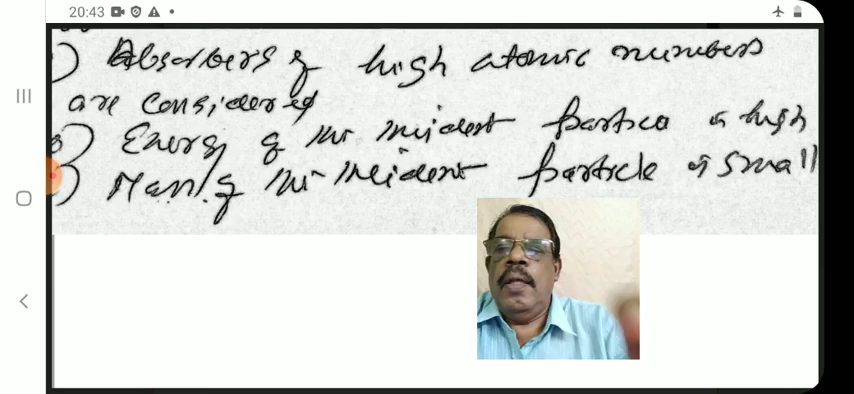 20:43
) Absorbers of high atomic numbers
are considered
) Energy of the incident particle is high
) Mass of the incident particle is small